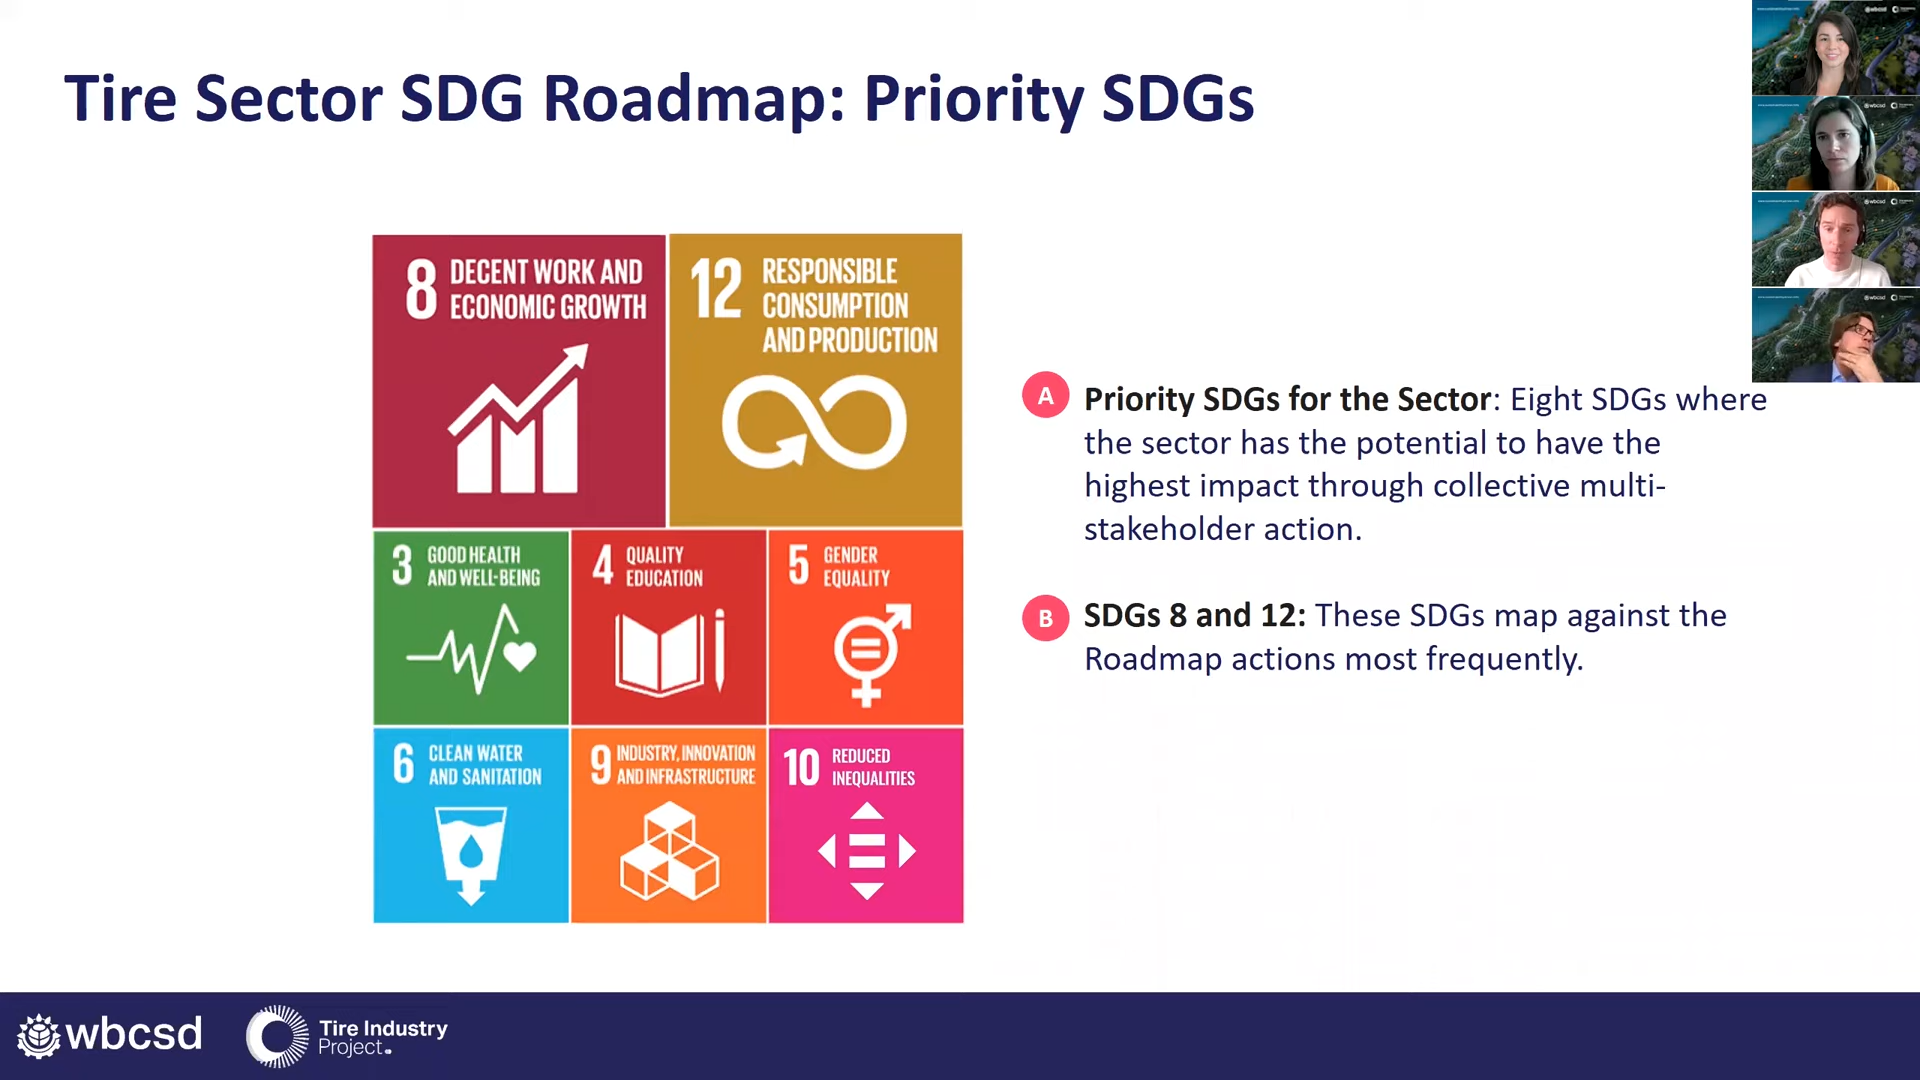 Tire Sector SDG Roadmap: Priority SDGs
8 DECENT WORK AND
ECONOMIC GROWTH
12 RESPONSIBLE
CONSUMPTION
AND PRODUCTION
3 GOOD HEALTH
AND WELL-BEING
4 QUALITY
EDUCATION
5 GENDER
EQUALITY
6 CLEAN WATER
AND SANITATION
9 INDUSTRY, INNOVATION
AND INFRASTRUCTURE
10 REDUCED
INEQUALITIES
A Priority SDGs for the Sector: Eight SDGs where
the sector has the potential to have the
highest impact through collective multi-
stakeholder action.
B SDGs 8 and 12: These SDGs map against the
Roadmap actions most frequently.
wbcsd
Tire Industry
Project
wbcsd
wbcsd
wbcsd
wbcsd